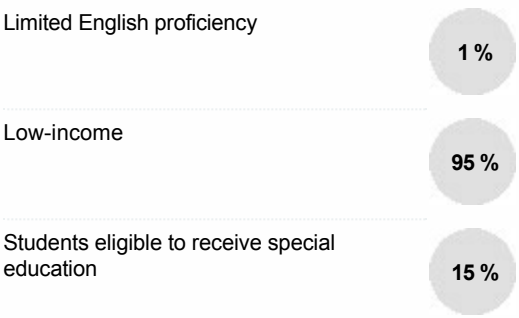 Limited English proficiency
1 %
Low-income
95 %
Students eligible to receive special
education
15 %